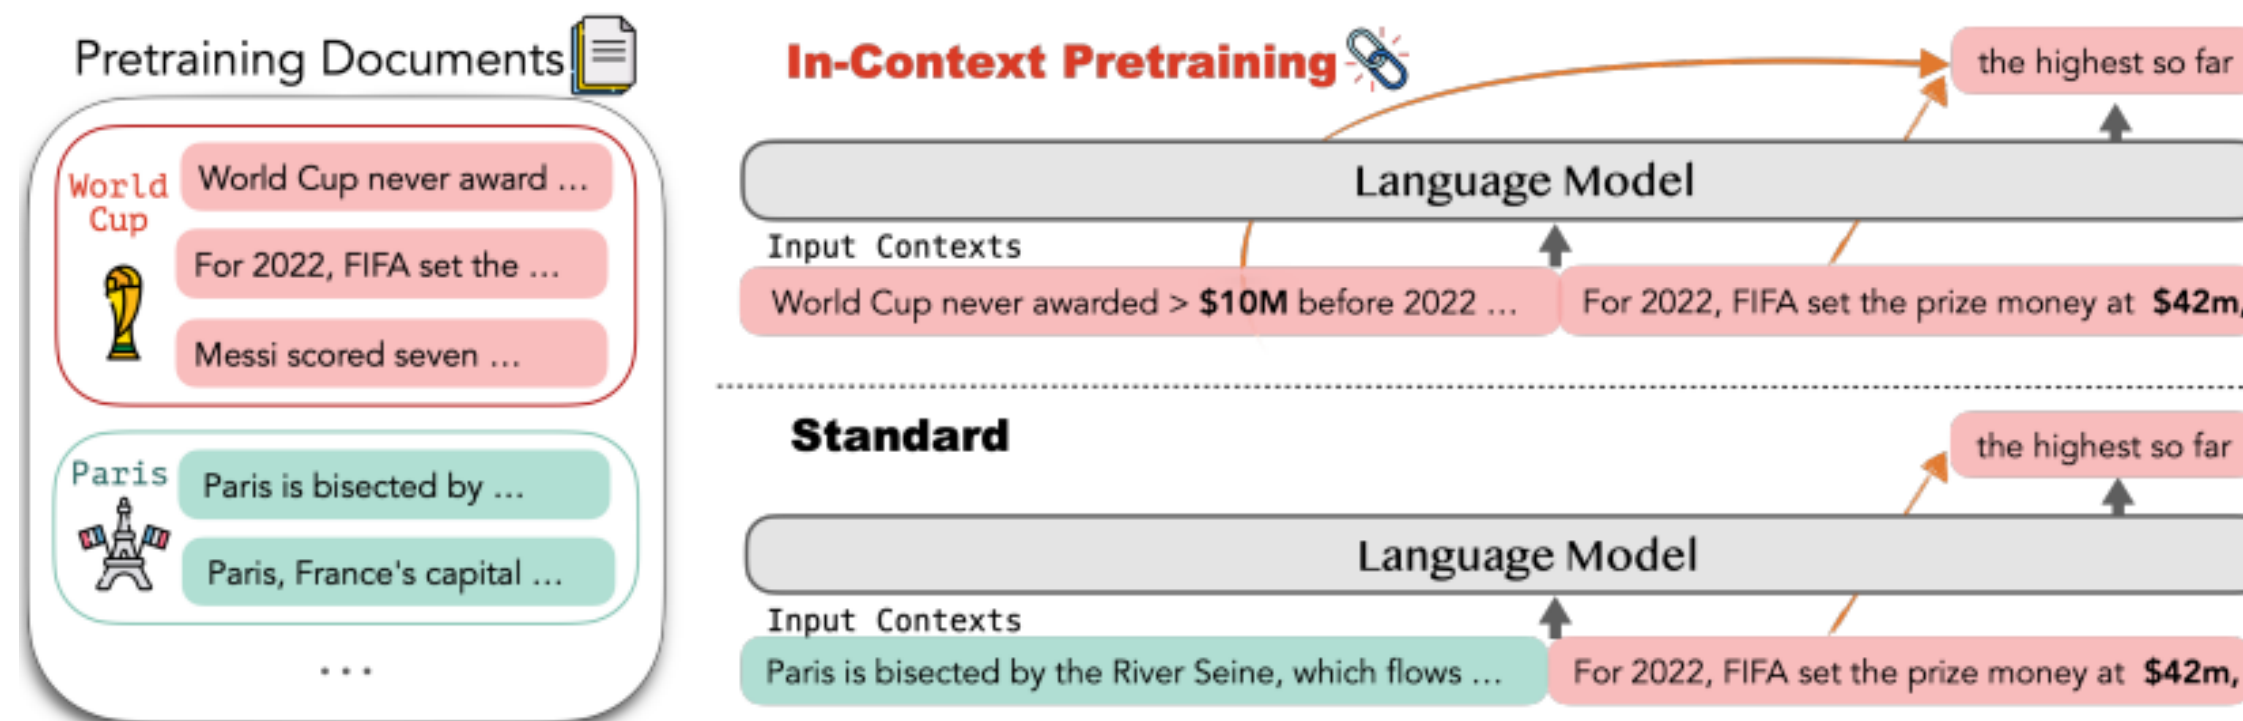 Pretraining Documents
World
Cup
World Cup never award ...
For 2022, FIFA set the ...
Messi scored seven ...
Paris
Paris is bisected by ...
Paris, France's capital ...
...
In-Context Pretraining
the highest so far
Language Model
Input Contexts
World Cup never awarded > $10M before 2022 ...
For 2022, FIFA set the prize money at $42m,
Standard
the highest so far
Language Model
Input Contexts
Paris is bisected by the River Seine, which flows ...
For 2022, FIFA set the prize money at $42m,